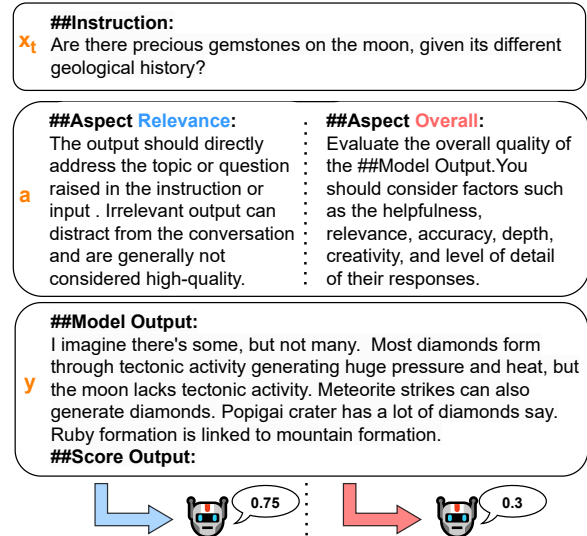 ##Instruction:
x_t
Are there precious gemstones on the moon, given its different
geological history?
##Aspect Relevance:
The output should directly
address the topic or question
raised in the instruction or
input . Irrelevant output can
distract from the conversation
and are generally not
considered high-quality.
a
##Aspect Overall:
Evaluate the overall quality of
the ##Model Output.You
should consider factors such
as the helpfulness,
relevance, accuracy, depth,
creativity, and level of detail
of their responses.
##Model Output:
I imagine there's some, but not many.  Most diamonds form
through tectonic activity generating huge pressure and heat, but
y
the moon lacks tectonic activity. Meteorite strikes can also
generate diamonds. Popigai crater has a lot of diamonds say.
Ruby formation is linked to mountain formation.
##Score Output:
0.75
0.3